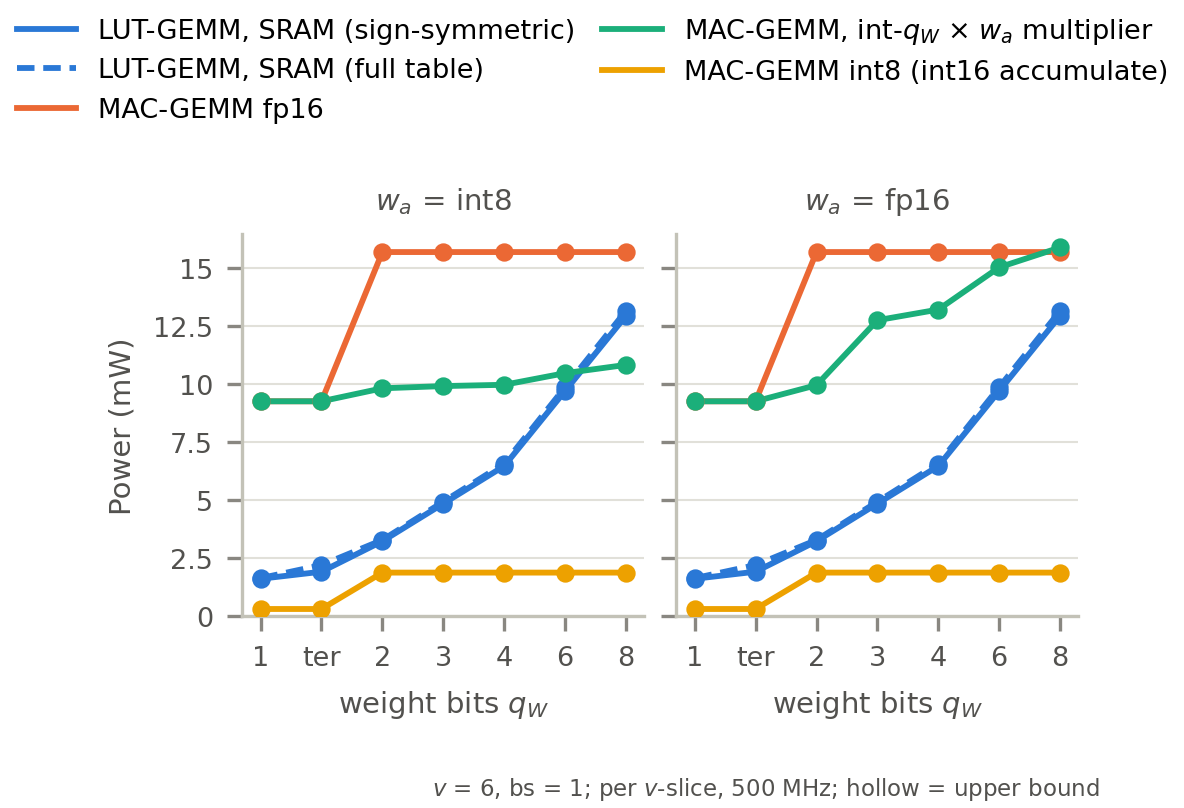 LUT-GEMM, SRAM (sign-symmetric)
LUT-GEMM, SRAM (full table)
MAC-GEMM fp16
MAC-GEMM, int-q_W × w_a multiplier
MAC-GEMM int8 (int16 accumulate)
w_a = int8
w_a = fp16
Power (mW)
15
12.5
10
7.5
5
2.5
0
1 ter 2 3 4 6 8
1 ter 2 3 4 6 8
weight bits q_W
weight bits q_W
v = 6, bs = 1; per v-slice, 500 MHz; hollow = upper bound